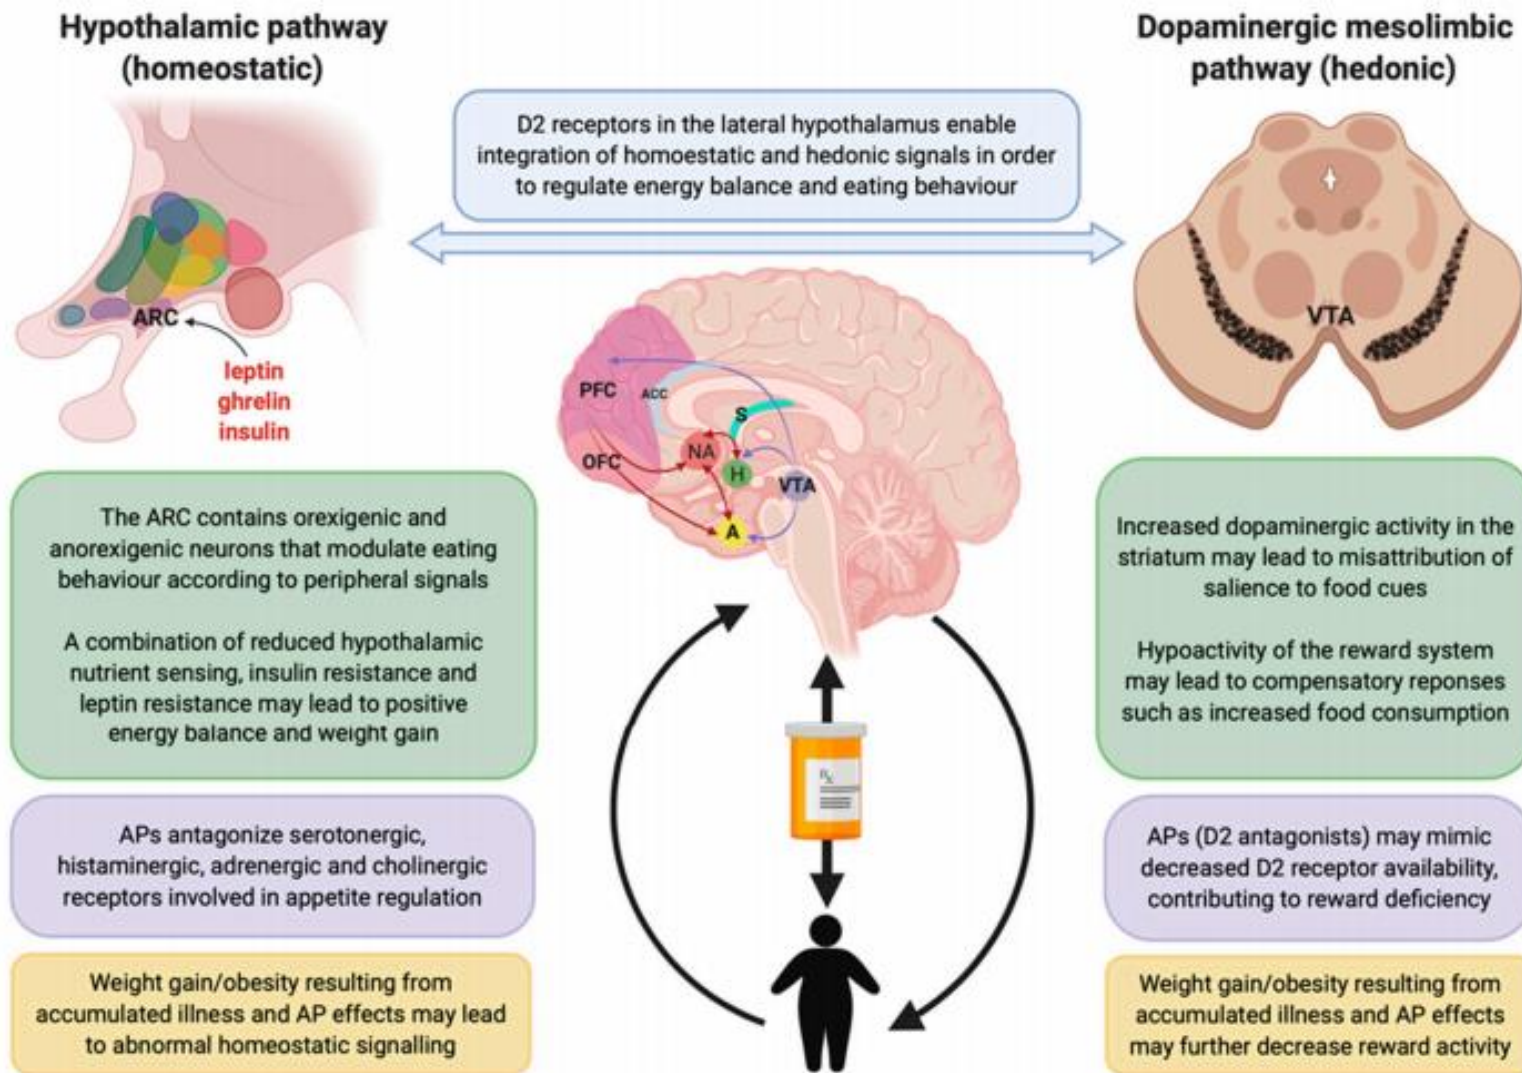 Hypothalamic pathway
(homeostatic)
Dopaminergic mesolimbic
pathway (hedonic)
D2 receptors in the lateral hypothalamus enable
integration of homoestatic and hedonic signals in order
to regulate energy balance and eating behaviour
ARC
leptin
ghrelin
insulin
VTA
PFC
ACC
S
OFC
NA
H
VTA
A
The ARC contains orexigenic and
anorexigenic neurons that modulate eating
behaviour according to peripheral signals
A combination of reduced hypothalamic
nutrient sensing, insulin resistance and
leptin resistance may lead to positive
energy balance and weight gain
Increased dopaminergic activity in the
striatum may lead to misattribution of
salience to food cues
Hypoactivity of the reward system
may lead to compensatory reponses
such as increased food consumption
Rx
APs antagonize serotonergic,
histaminergic, adrenergic and cholinergic
receptors involved in appetite regulation
APs (D2 antagonists) may mimic
decreased D2 receptor availability,
contributing to reward deficiency
Weight gain/obesity resulting from
accumulated illness and AP effects may lead
to abnormal homeostatic signalling
Weight gain/obesity resulting from
accumulated illness and AP effects
may further decrease reward activity